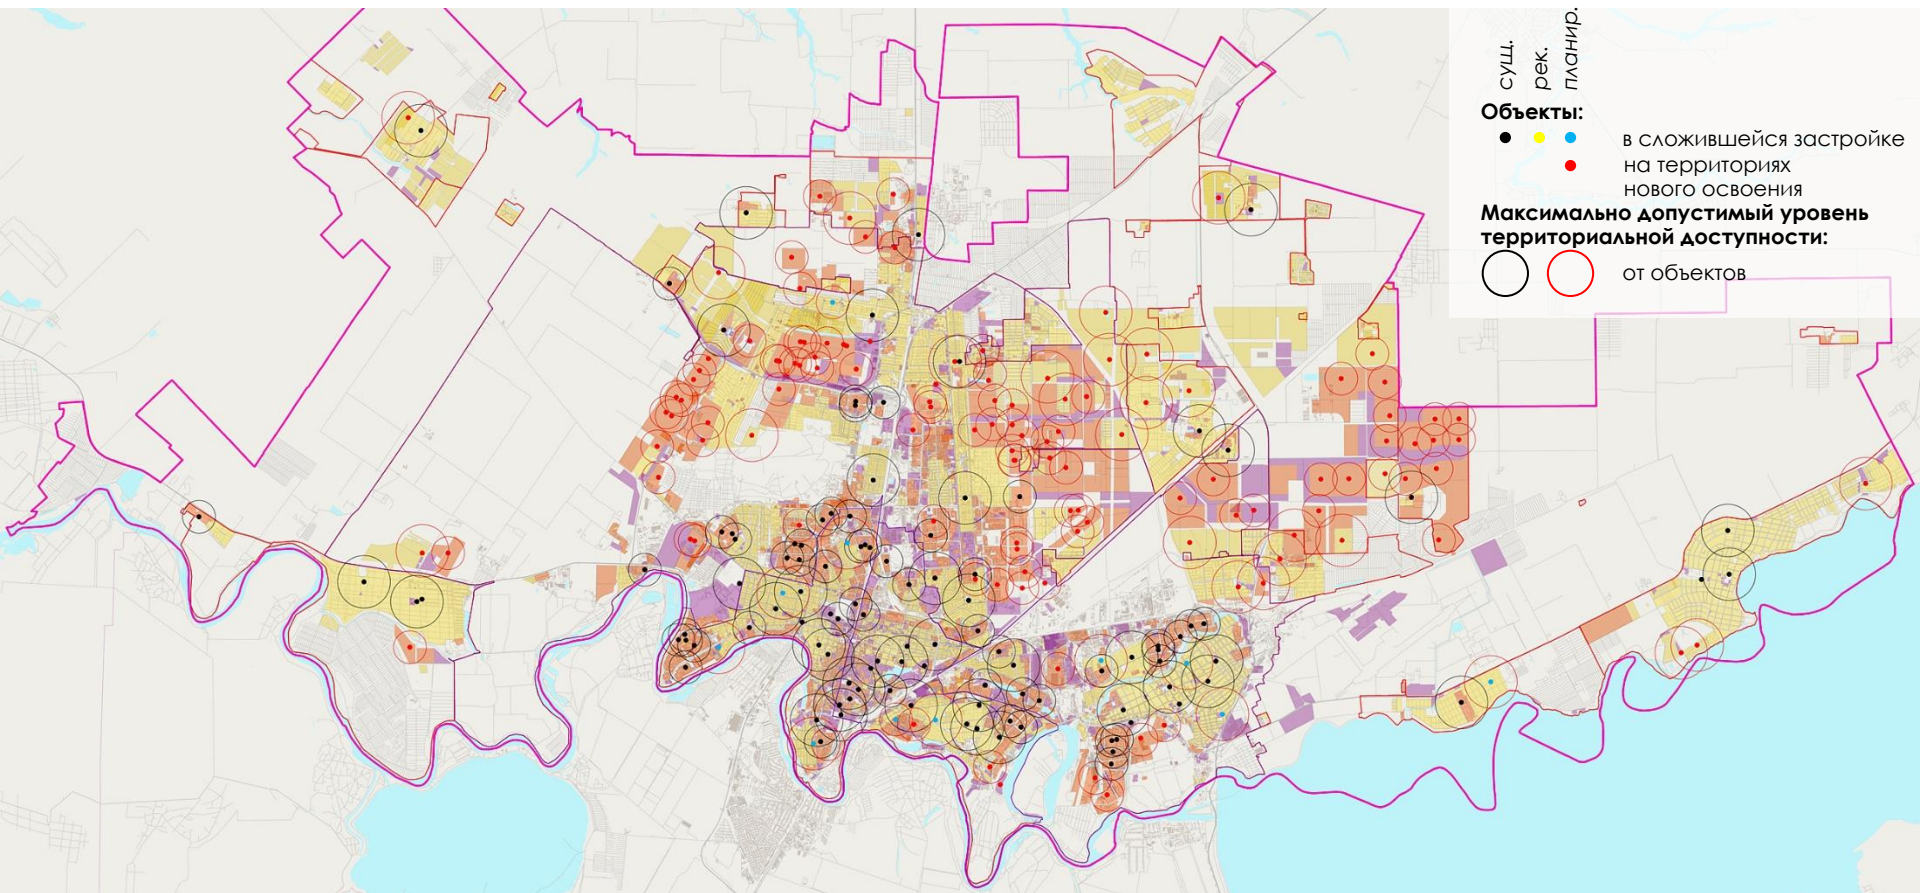 сущ.
рек.
планир.
Объекты:
в сложившейся застройке
на территориях
нового освоения
Максимально допустимый уровень
территориальной доступности:
от объектов